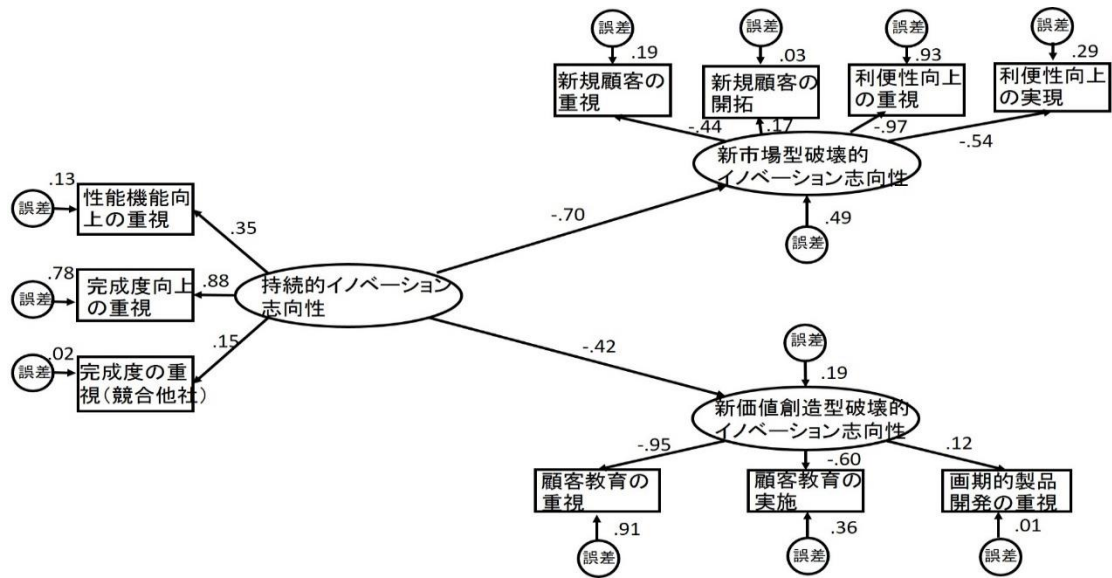 誤差
誤差
誤差
誤差
.19
.03
.93
.29
新規顧客の
重視
新規顧客の
開拓
利便性向上
の重視
利便性向上
の実現
-.44
.17
-.97
-.54
新市場型破壊的
イノベーション志向性
.49
誤差
-.70
.13
誤差
性能機能向
上の重視
.35
.78
誤差
完成度向上
の重視
.88
持続的イノベーション
志向性
.15
.02
誤差
完成度の重
視(競合他社)
-.42
誤差
.19
新価値創造型破壊的
イノベーション志向性
-.95
-.60
.12
顧客教育の
重視
顧客教育の
実施
画期的製品
開発の重視
.91
.36
.01
誤差
誤差
誤差